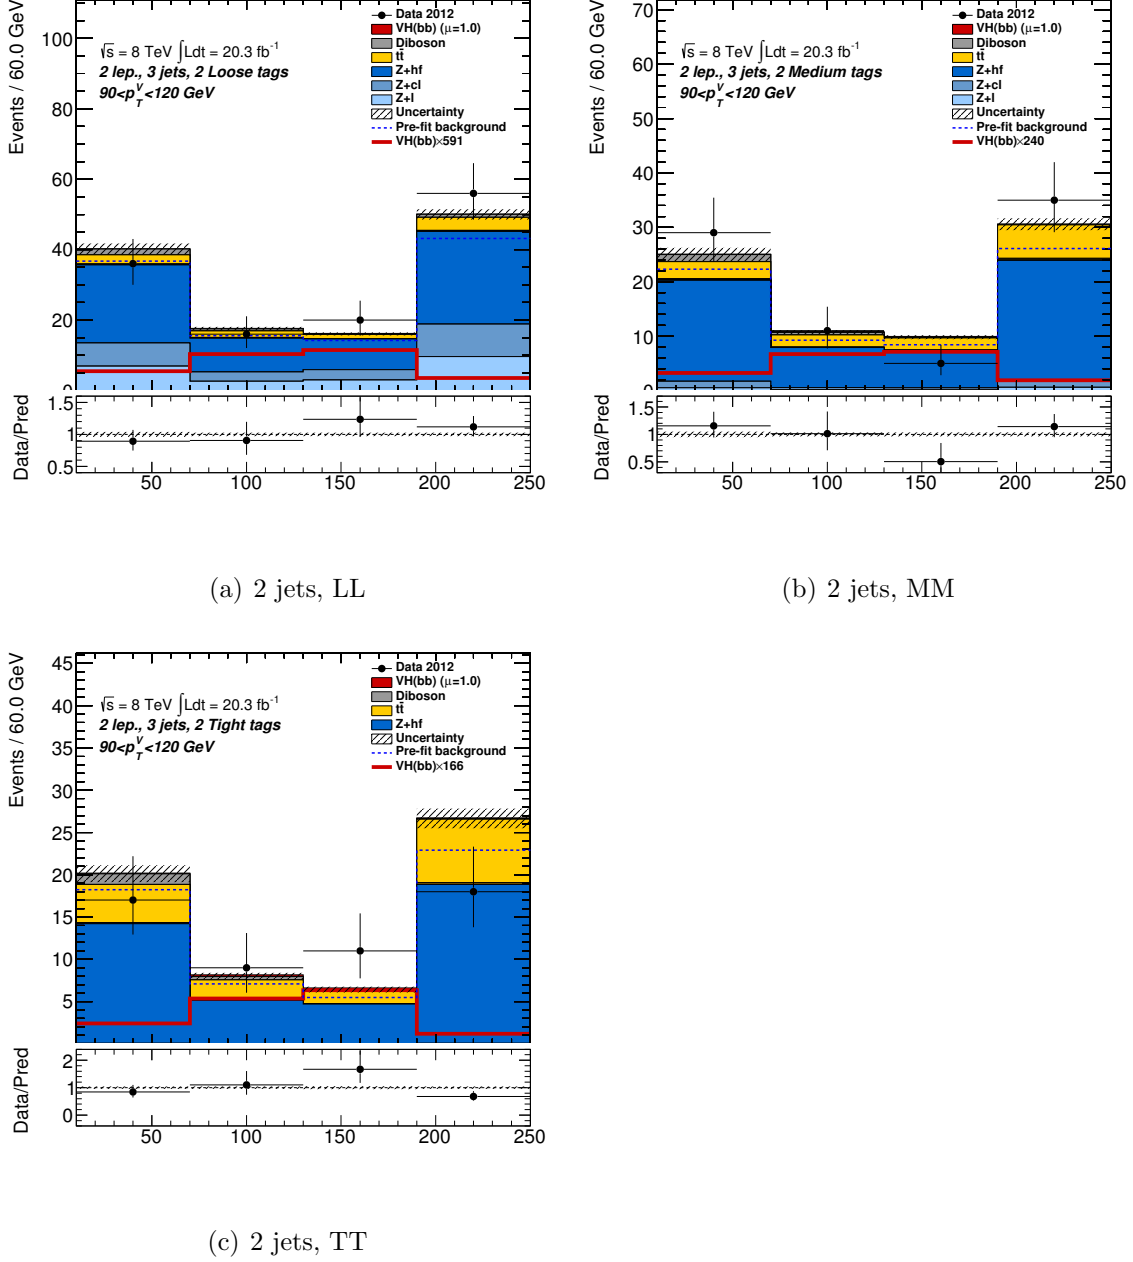 Events / 60.0 GeV
100
80
60
40
20
0
√s = 8 TeV ∫Ldt = 20.3 fb-1
2 lep., 3 jets, 2 Loose tags
90<pTV<120 GeV
Data 2012
VH(bb) (μ=1.0)
Diboson
tt̄
Z+hf
Z+cl
Z+l
Uncertainty
Pre-fit background
VH(bb)×591
Data/Pred
1.5
1
0.5
50 100 150 200 250
(a) 2 jets, LL
Events / 60.0 GeV
70
60
50
40
30
20
10
0
√s = 8 TeV ∫Ldt = 20.3 fb-1
2 lep., 3 jets, 2 Medium tags
90<pTV<120 GeV
Data 2012
VH(bb) (μ=1.0)
Diboson
tt̄
Z+hf
Z+cl
Z+l
Uncertainty
Pre-fit background
VH(bb)×240
Data/Pred
1.5
1
0.5
50 100 150 200 250
(b) 2 jets, MM
Events / 60.0 GeV
45
40
35
30
25
20
15
10
5
√s = 8 TeV ∫Ldt = 20.3 fb-1
2 lep., 3 jets, 2 Tight tags
90<pTV<120 GeV
Data 2012
VH(bb) (μ=1.0)
Diboson
tt̄
Z+hf
Uncertainty
Pre-fit background
VH(bb)×166
Data/Pred
2
1
0
50 100 150 200 250
(c) 2 jets, TT